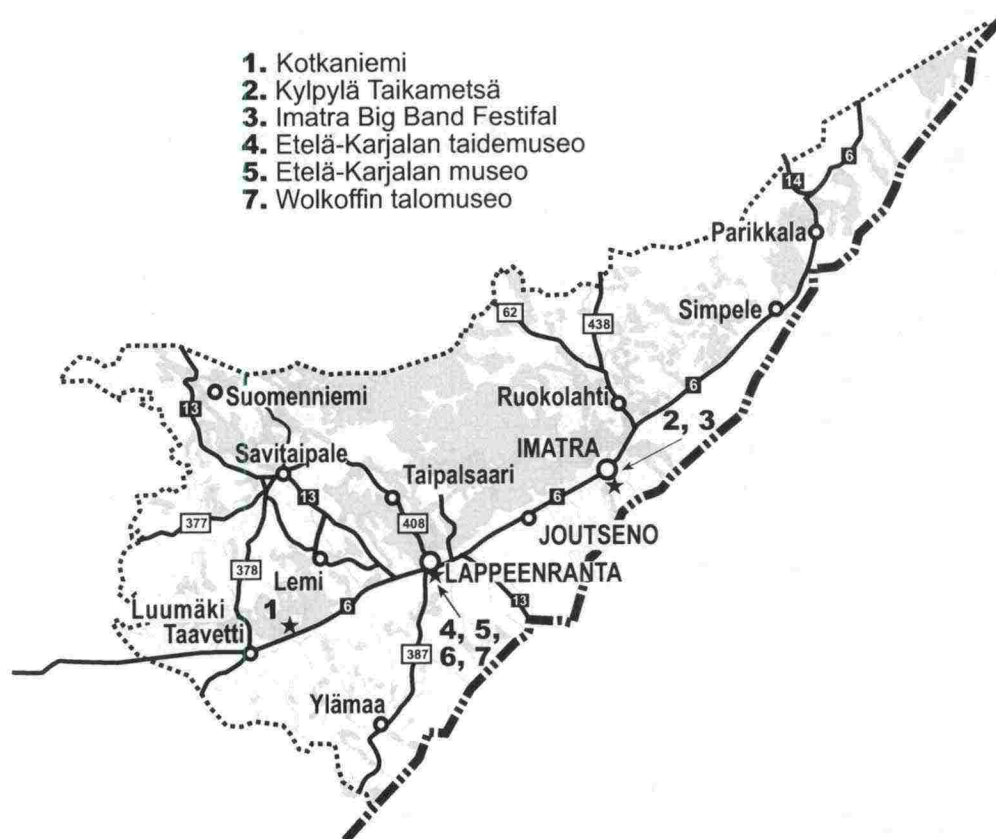 1. Kotkaniemi
2. Kylpylä Taikametsä
3. Imatra Big Band Festifal
4. Etelä-Karjalan taidemuseo
5. Etelä-Karjalan museo
7. Wolkoffin talomuseo
6
14
Parikkala
Simpele
62
438
6
Suomenniemi
13
Ruokolahti
2, 3
IMATRA
Savitaipale
Taipalsaari
13
6
377
408
JOUTSENO
378
Lemi
LAPPEENRANTA
13
Luumäki
1
6
Taavetti
4, 5,
6, 7
387
Ylämaa